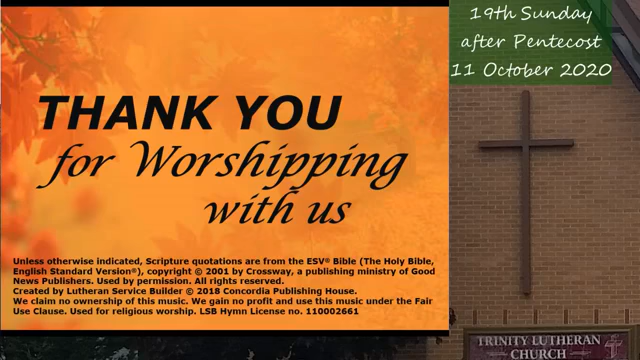 THANK YOU
for Worshipping
with us
Unless otherwise indicated, Scripture quotations are from the ESV® Bible (The Holy Bible,
English Standard Version®), copyright © 2001 by Crossway, a publishing ministry of Good
News Publishers. Used by permission. All rights reserved.
Created by Lutheran Service Builder © 2018 Concordia Publishing House.
We claim no ownership of this music. We gain no profit and use this music under the Fair
Use Clause. Used for religious worship. LSB Hymn License no. 110002661
19th Sunday
after Pentecost
11 October 2020
TRINITY LUTHERAN
CHURCH